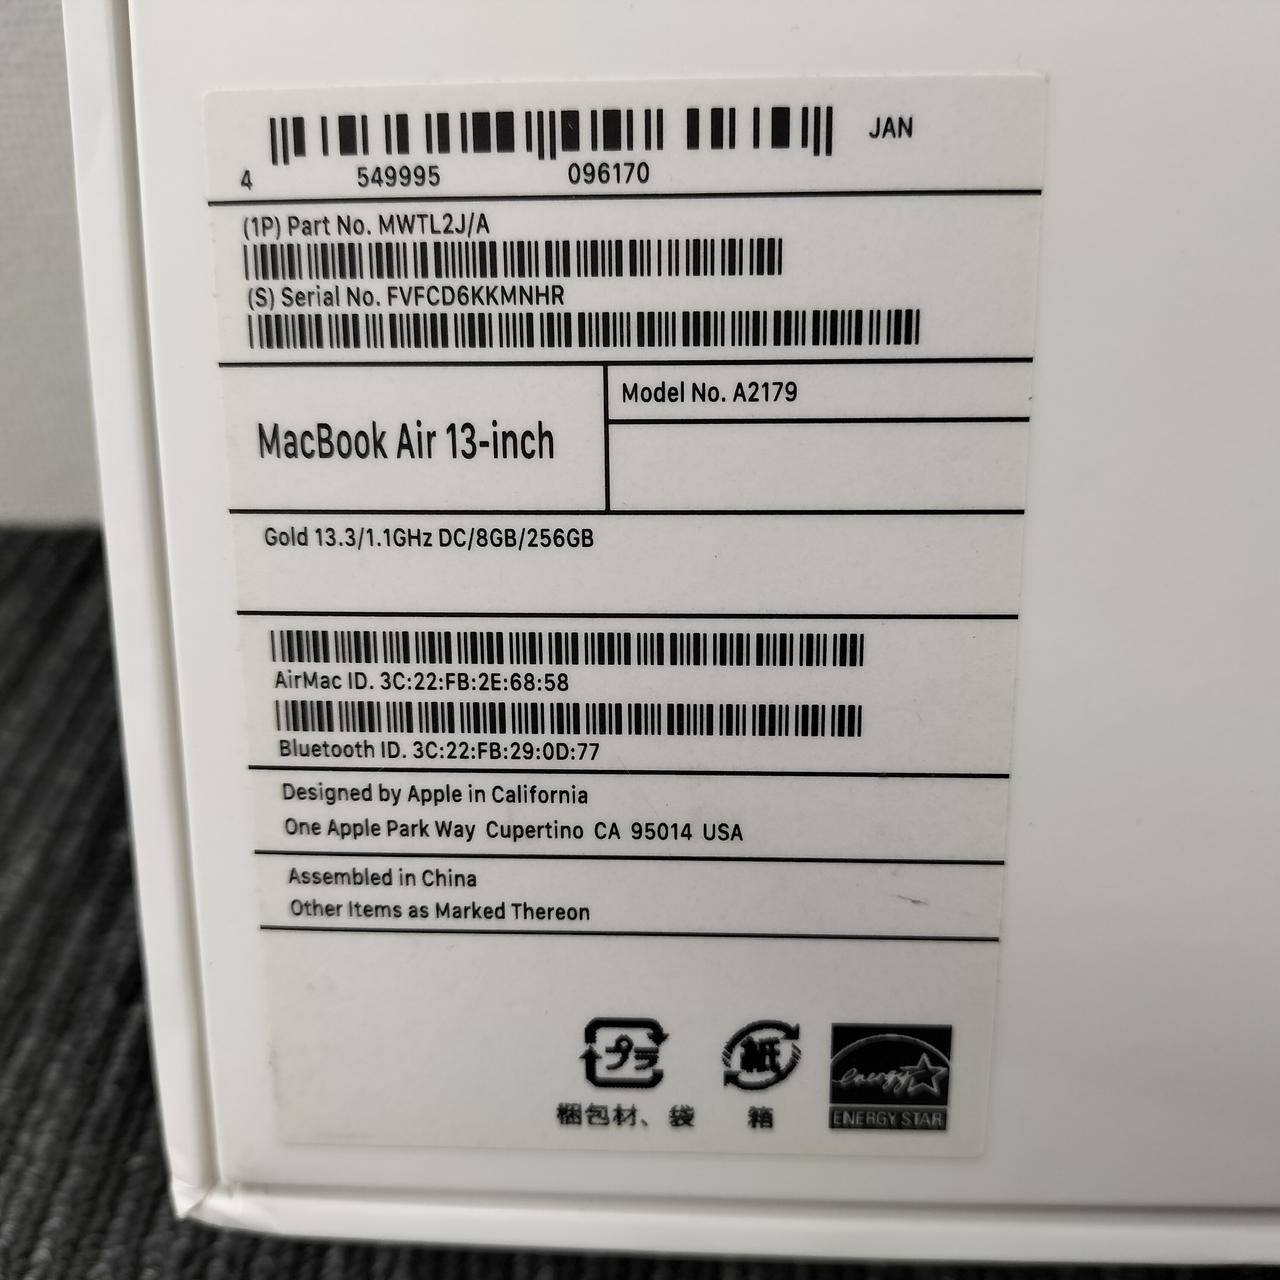 JAN
4 549995 096170
(1P) Part No. MWTL2J/A
(S) Serial No. FVFCD6KKMNHR
MacBook Air 13-inch
Model No. A2179
Gold 13.3/1.1GHz DC/8GB/256GB
AirMac ID. 3C:22:FB:2E:68:58
Bluetooth ID. 3C:22:FB:29:0D:77
Designed by Apple in California
One Apple Park Way Cupertino CA 95014 USA
Assembled in China
Other Items as Marked Thereon
プラ
梱包材、袋
紙
箱
energy
ENERGY STAR